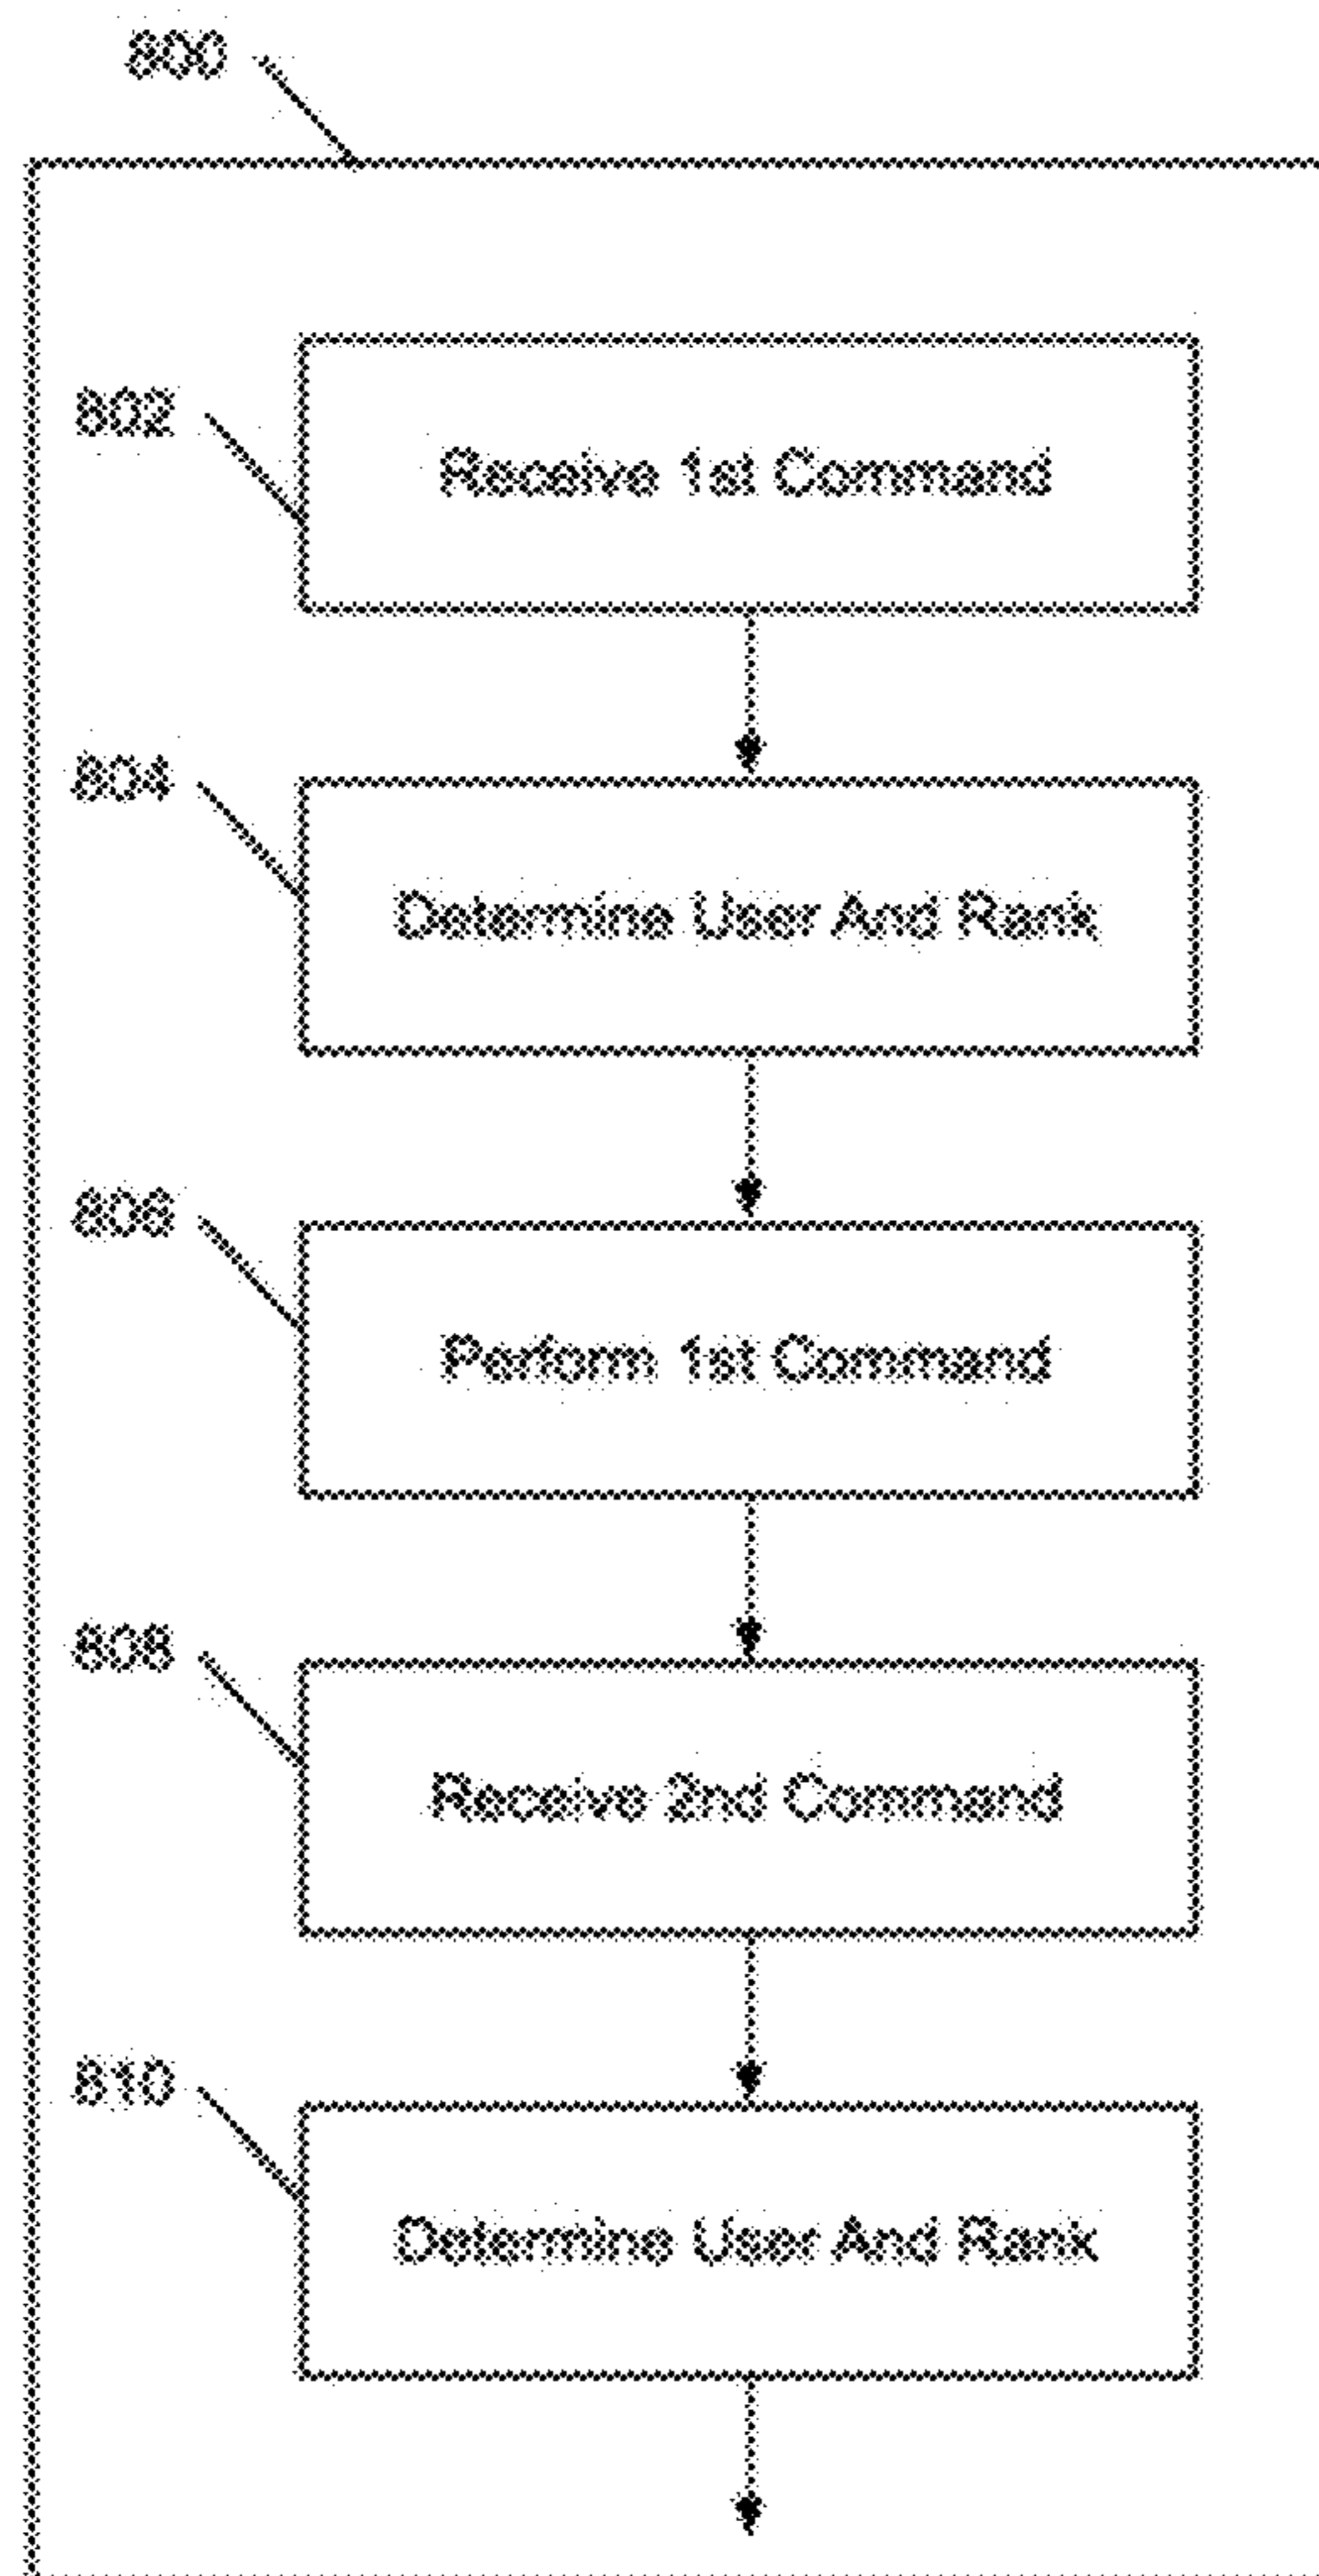 800
802
Receive 1st Command
804
Determine User And Rank
806
Perform 1st Command
808
Receive 2nd Command
810
Determine User And Rank